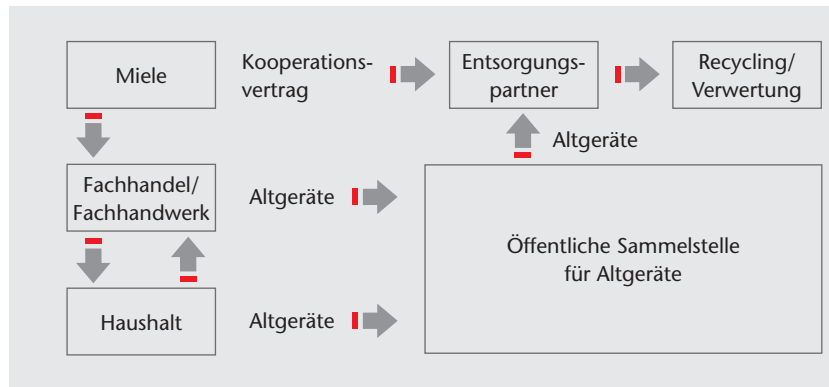 Miele
Kooperations-
vertrag
Entsorgungs-
partner
Recycling/
Verwertung
Altgeräte
Fachhandel/
Fachhandwerk
Altgeräte
Öffentliche Sammelstelle
für Altgeräte
Haushalt
Altgeräte